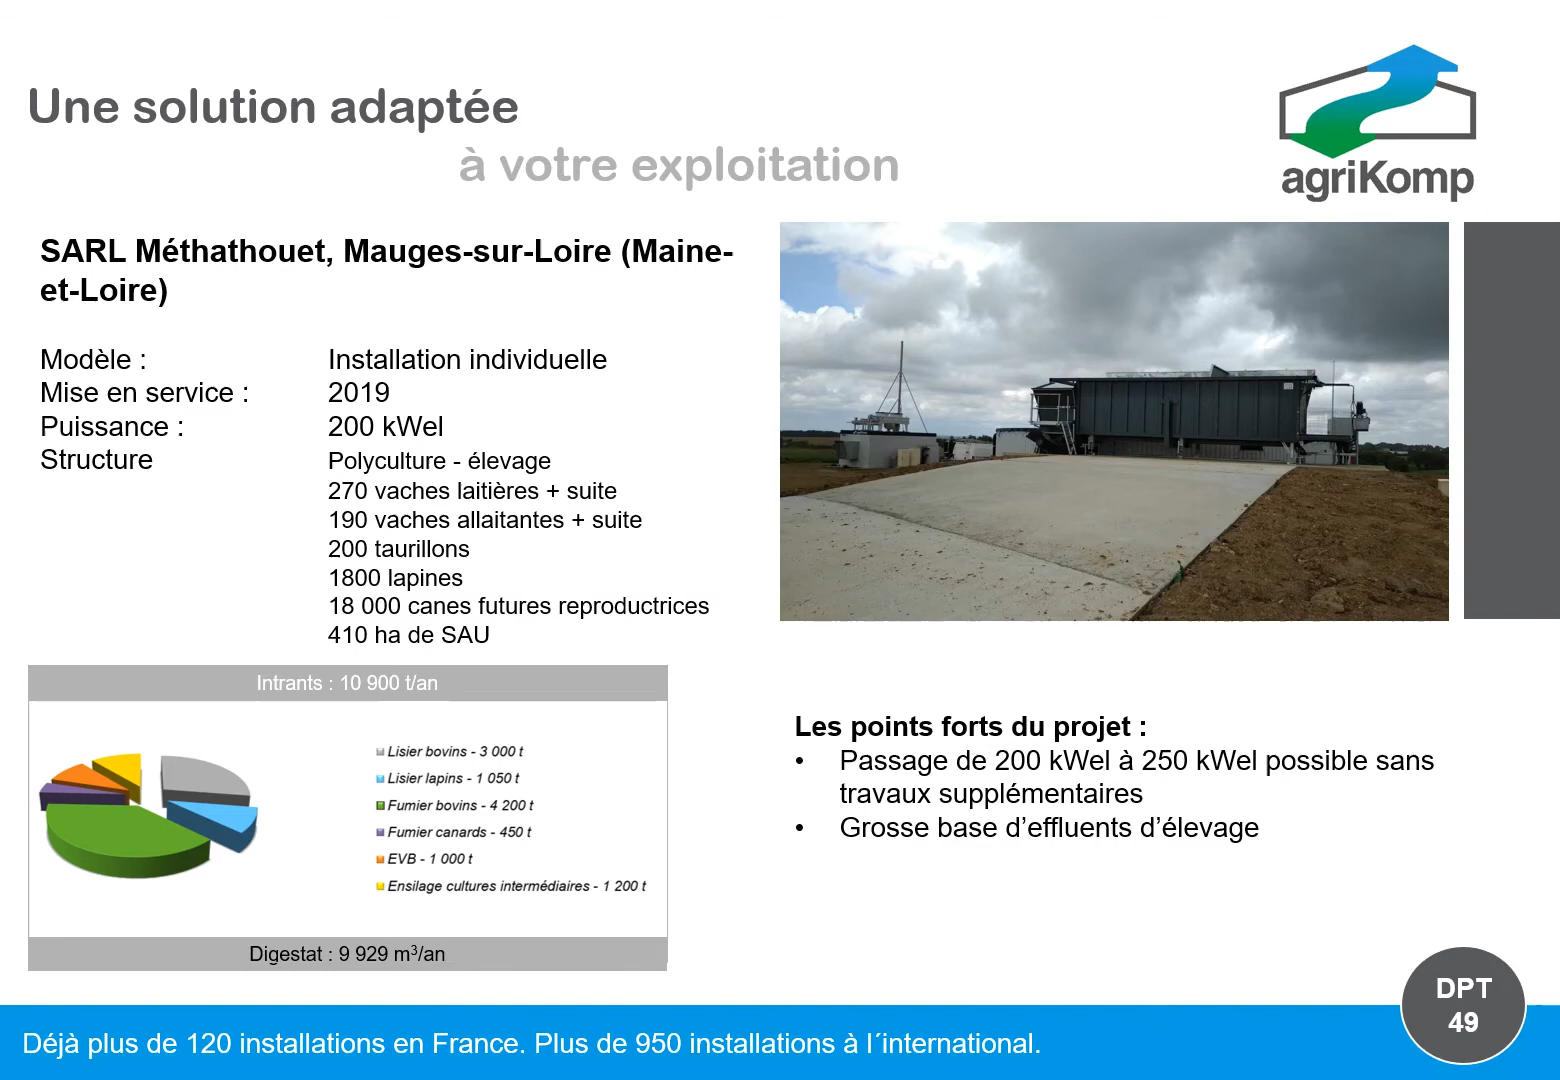 Une solution adaptée
à votre exploitation
agriKomp
SARL Méthathouet, Mauges-sur-Loire (Maine-
et-Loire)
Modèle : Installation individuelle
Mise en service : 2019
Puissance : 200 kWel
Structure Polyculture - élevage
270 vaches laitières + suite
190 vaches allaitantes + suite
200 taurillons
1800 lapines
18 000 canes futures reproductrices
410 ha de SAU
Intrants : 10 900 t/an
Lisier bovins - 3 000 t
Lisier lapins - 1 050 t
Fumier bovins - 4 200 t
Fumier canards - 450 t
EVB - 1 000 t
Ensilage cultures intermédiaires - 1 200 t
Digestat : 9 929 m³/an
Les points forts du projet :
• Passage de 200 kWel à 250 kWel possible sans
travaux supplémentaires
• Grosse base d’effluents d’élevage
DPT
49
Déjà plus de 120 installations en France. Plus de 950 installations à l´international.